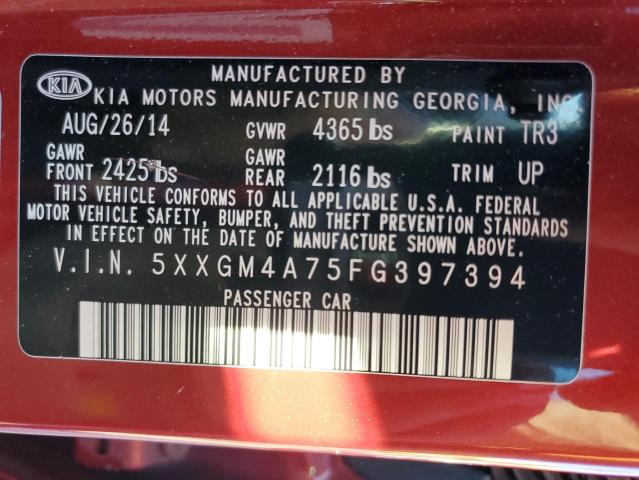 MANUFACTURED BY
KIA KIA MOTORS MANUFACTURING GEORGIA, INC
AUG/26/14 GVWR 4365 lbs PAINT TR3
GAWR FRONT 2425 lbs GAWR REAR 2116 lbs TRIM UP
THIS VEHICLE CONFORMS TO ALL APPLICABLE U.S.A. FEDERAL
MOTOR VEHICLE SAFETY, BUMPER, AND THEFT PREVENTION STANDARDS
IN EFFECT ON THE DATE OF MANUFACTURE SHOWN ABOVE.
V.I.N. 5XXGM4A75FG397394
PASSENGER CAR